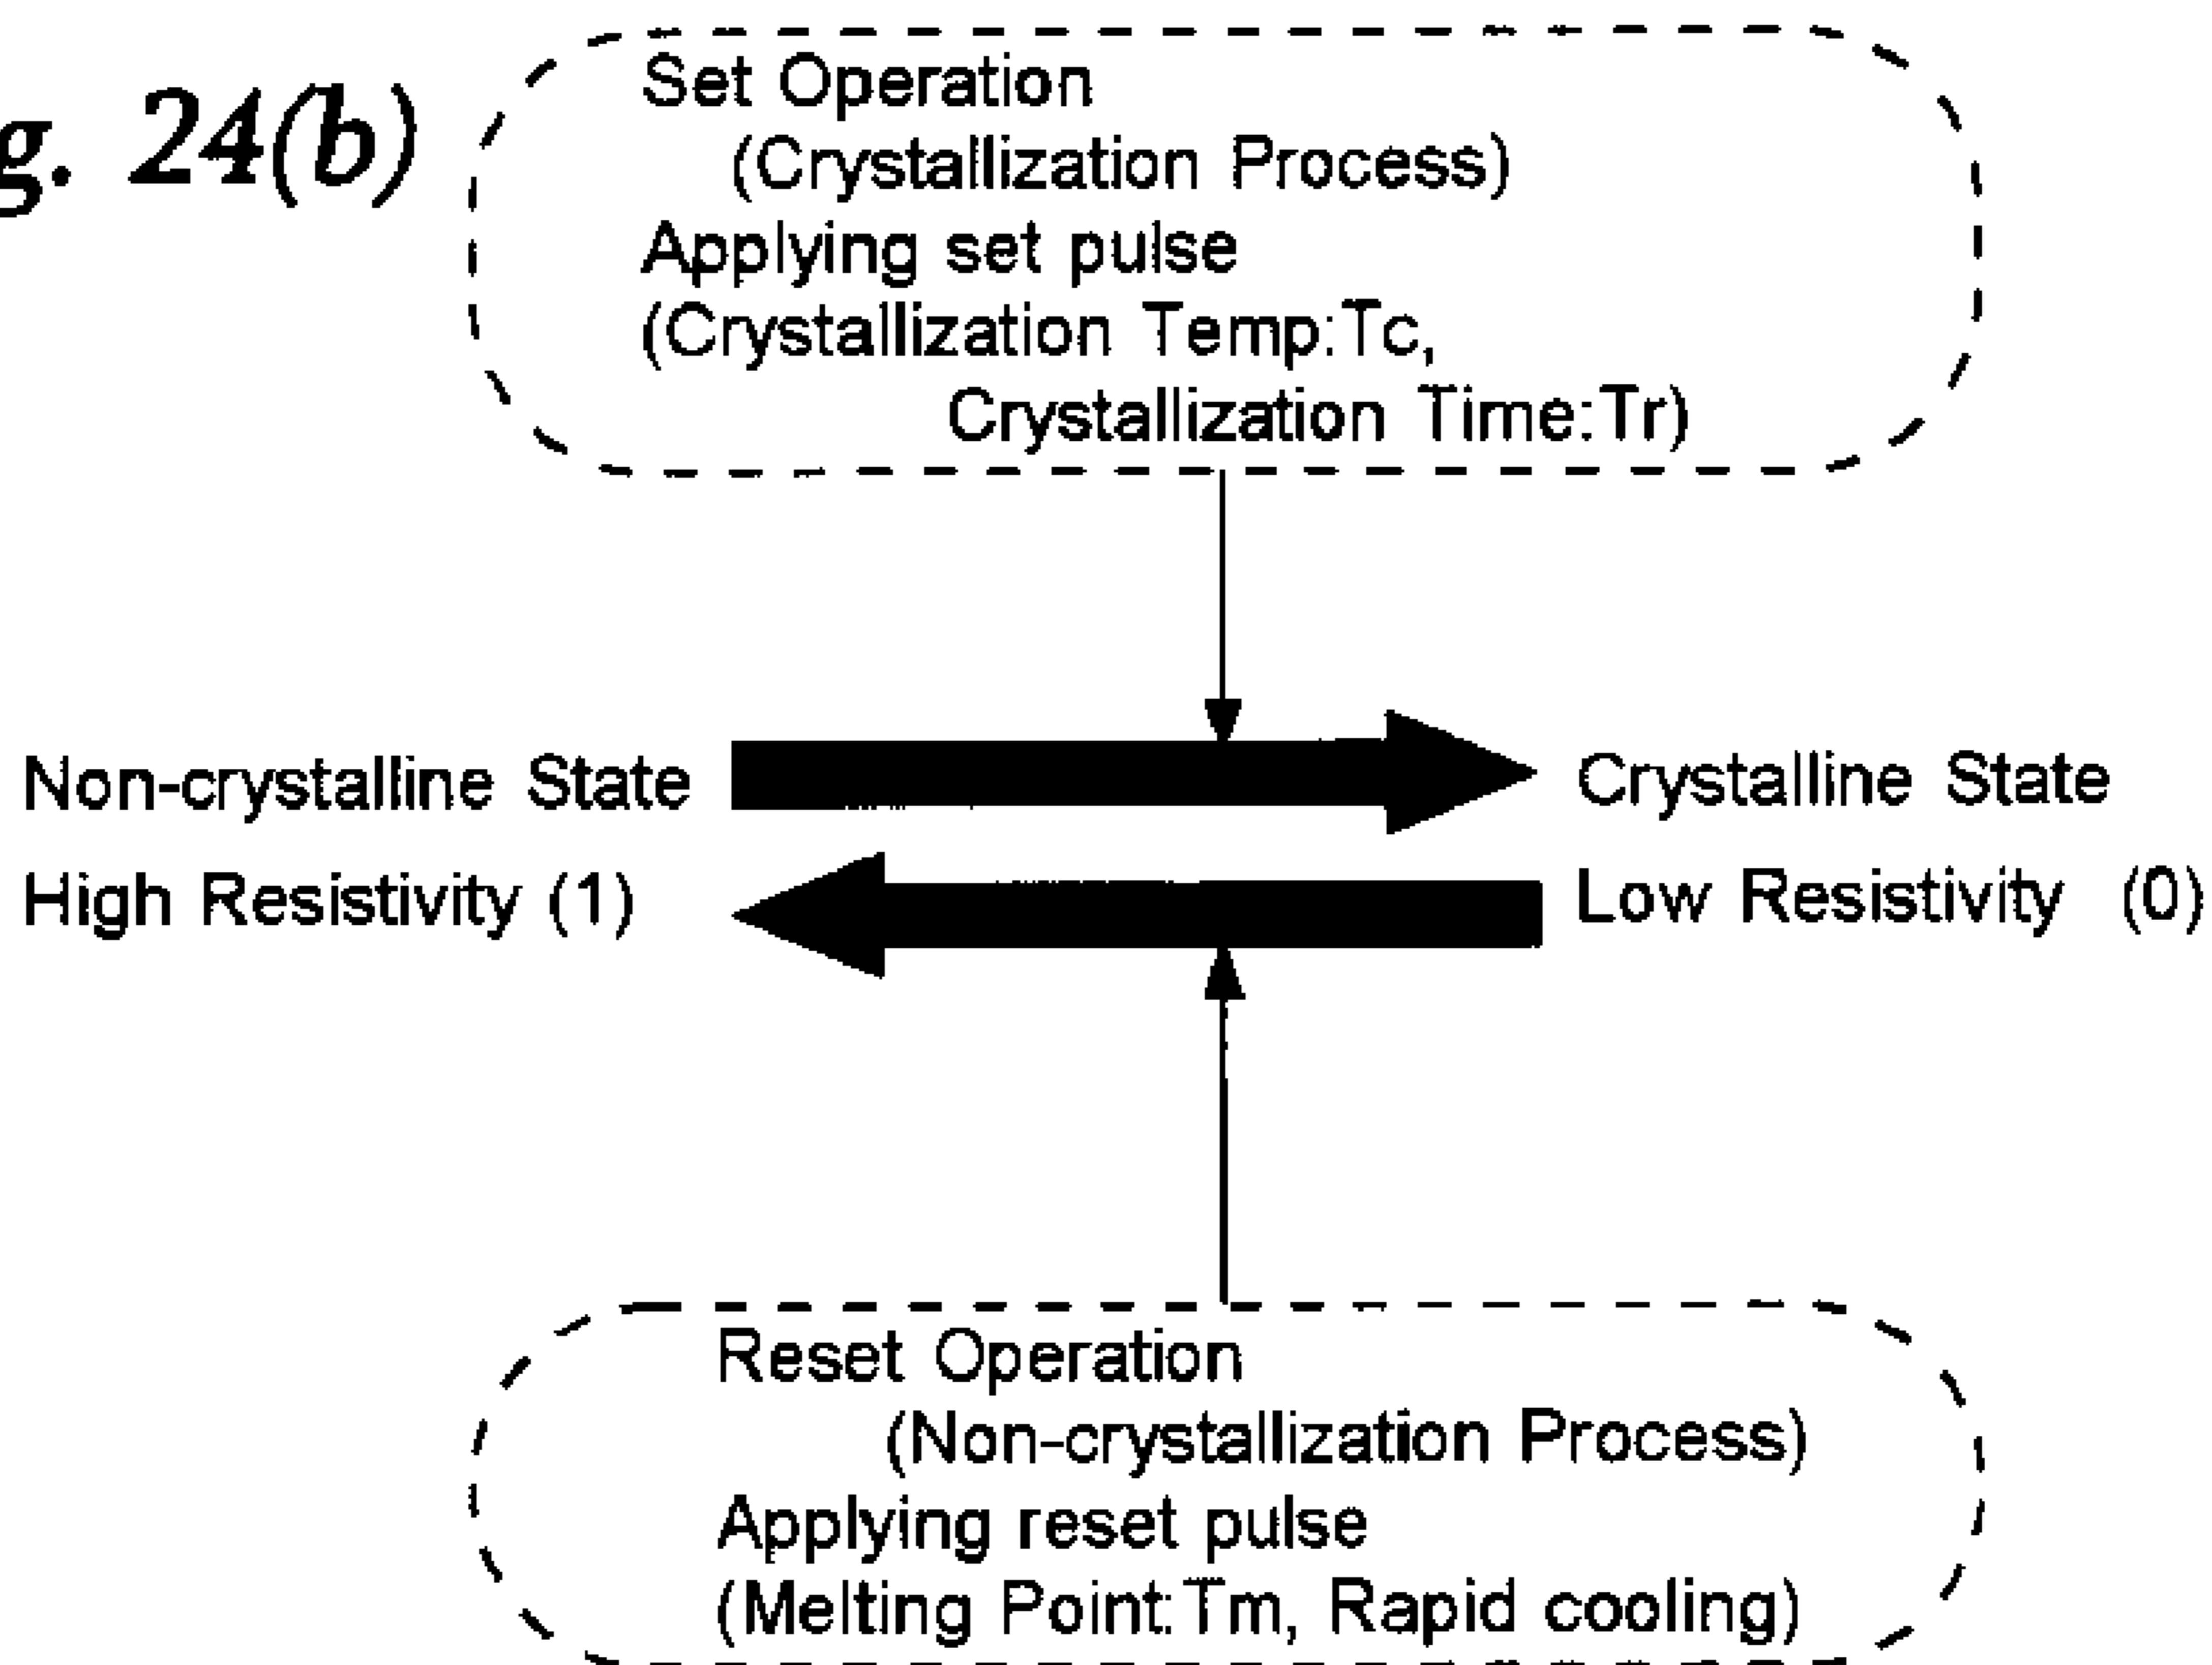 g. 24(b)
Set Operation
(Crystallization Process)
Applying set pulse
(Crystallization Temp:Tc,
Crystallization Time:Tr)
Non-crystalline State
Crystalline State
High Resistivity (1)
Low Resistivity (0)
Reset Operation
(Non-crystallization Process)
Applying reset pulse
(Melting Point:Tm, Rapid cooling)